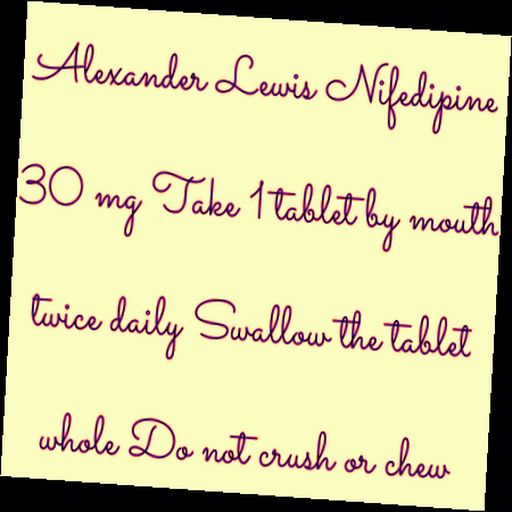 Alexander Lewis Nifedipine
30 mg Take 1 tablet by mouth
twice daily Swallow the tablet
whole Do not crush or chew